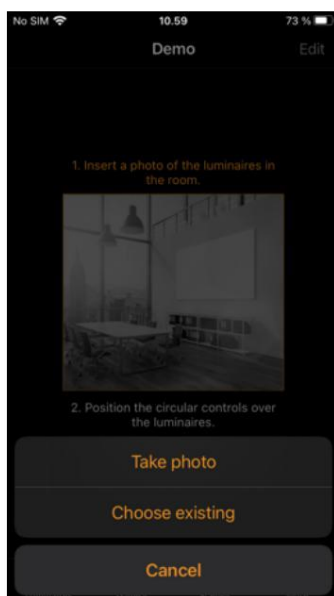 No SIM 10.59 73 %
Demo Edit
1. Insert a photo of the luminaires in
the room.
2. Position the circular controls over
the luminaires.
Take photo
Choose existing
Cancel